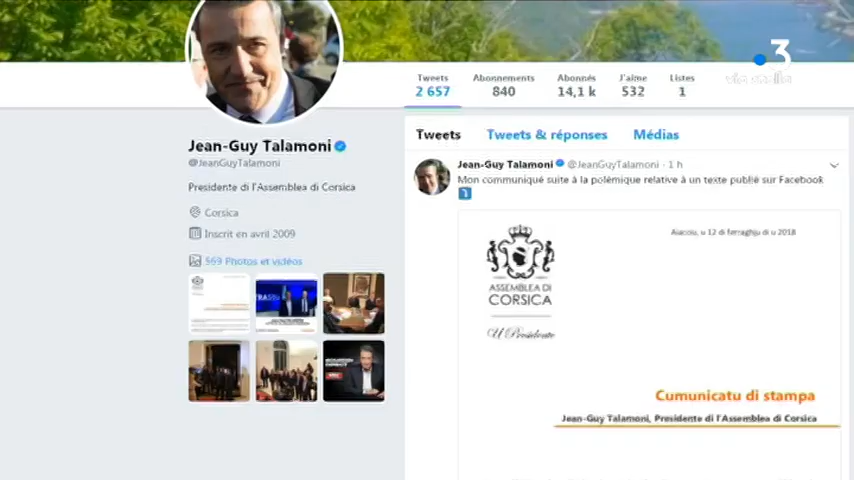 3
via stella
Tweets Abonnements Abonnés J'aime Listes
2 657 840 14,1 k 532 1
Jean-Guy Talamoni
@JeanGuyTalamoni
Presidente di l'Assemblea di Corsica
Corsica
Inscrit en avril 2009
569 Photos et vidéos
Tweets Tweets & réponses Médias
Jean-Guy Talamoni @JeanGuyTalamoni · 1 h
Mon communiqué suite à la polémique relative à un texte publié sur Facebook
Aiacciu, u 12 di ferraghju di u 2018
ASSEMBLEA DI
CORSICA
U Presidente
Cumunicatu di stampa
Jean-Guy Talamoni, Presidente di l'Assemblea di Corsica